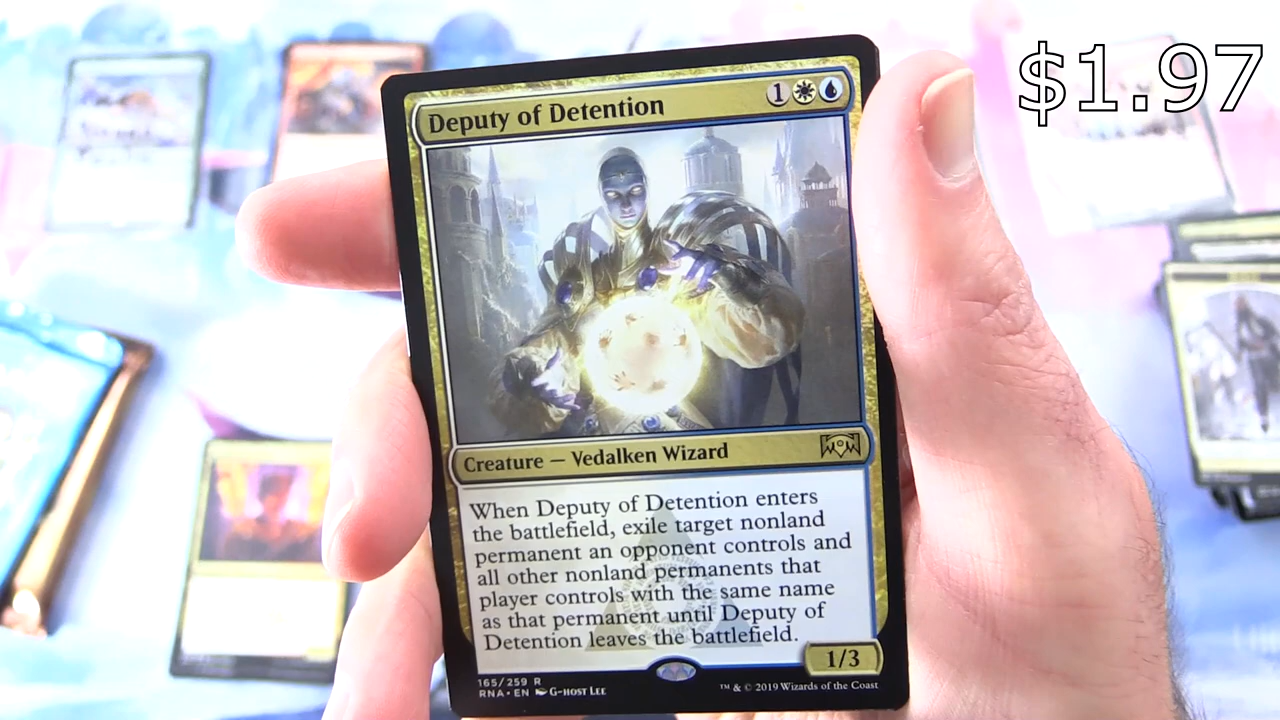 $1.97
Deputy of Detention 1
Creature — Vedalken Wizard
When Deputy of Detention enters
the battlefield, exile target nonland
permanent an opponent controls and
all other nonland permanents that
player controls with the same name
as that permanent until Deputy of
Detention leaves the battlefield.
1/3
165/259 R
RNA • EN G-HOST LEE
™ & © 2019 Wizards of the Coast